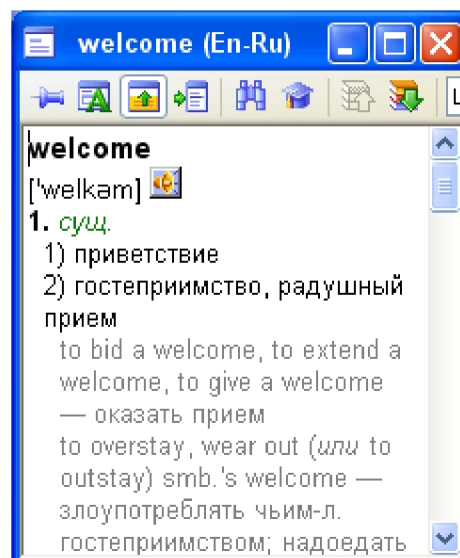 welcome (En-Ru)
L
welcome
['welkəm]
1. сущ.
1) приветствие
2) гостеприимство, радушный
прием
to bid a welcome, to extend a
welcome, to give a welcome
— оказать прием
to overstay, wear out (или to
outstay) smb.'s welcome —
злоупотреблять чьим-л.
гостеприимством; надоедать